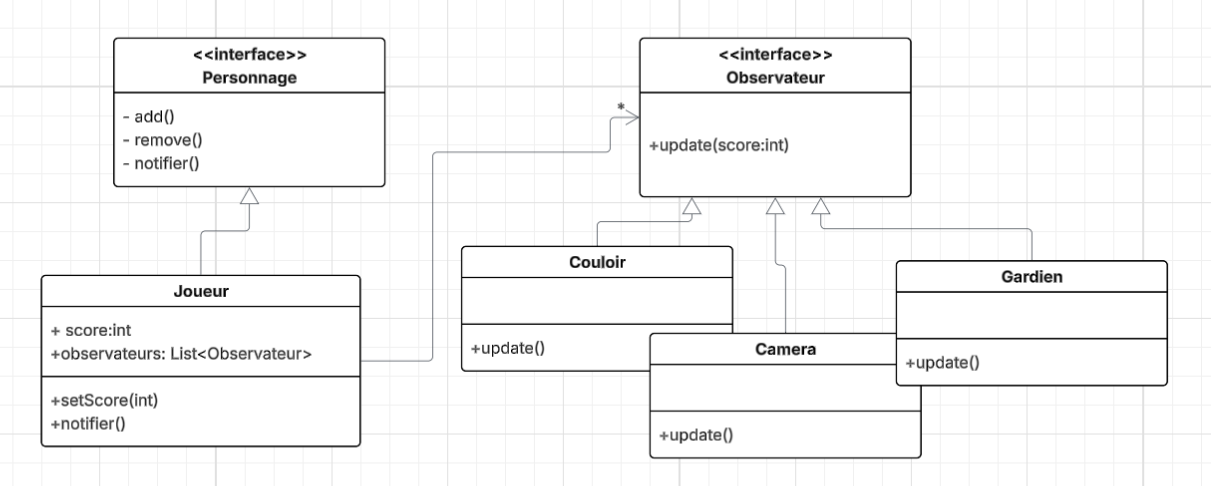 <<interface>>
Personnage
- add()
- remove()
- notifier()
<<interface>>
Observateur
+update(score:int)
*
Joueur
+ score:int
+observateurs: List<Observateur>
+setScore(int)
+notifier()
Couloir
+update()
Camera
+update()
Gardien
+update()